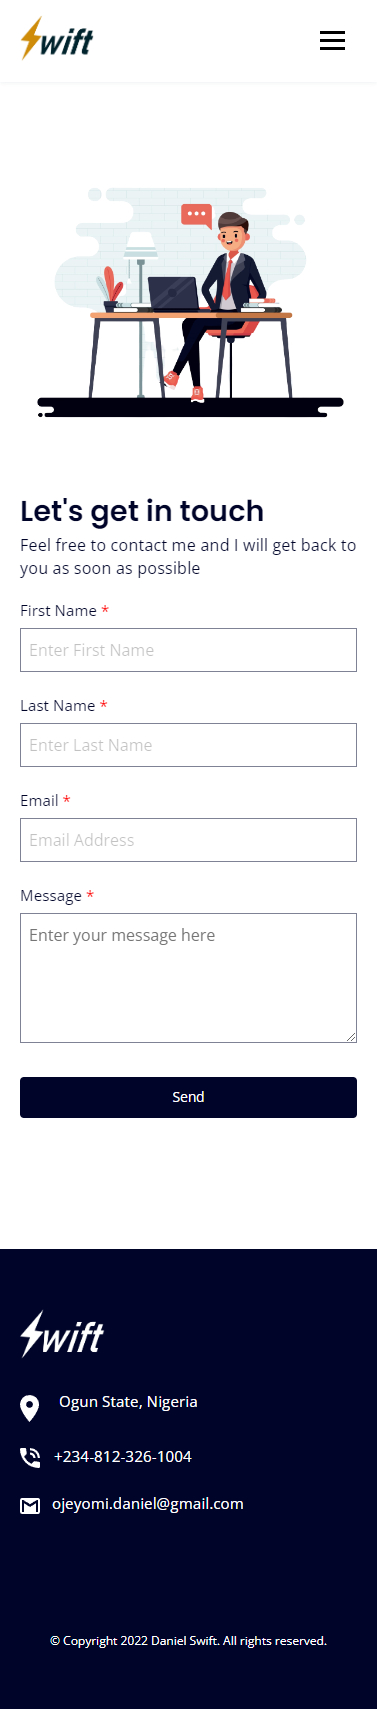 Swift
Let's get in touch
Feel free to contact me and I will get back to
you as soon as possible
First Name *
Enter First Name
Last Name *
Enter Last Name
Email *
Email Address
Message *
Enter your message here
Send
Swift
Ogun State, Nigeria
+234-812-326-1004
ojeyomi.daniel@gmail.com
© Copyright 2022 Daniel Swift. All rights reserved.